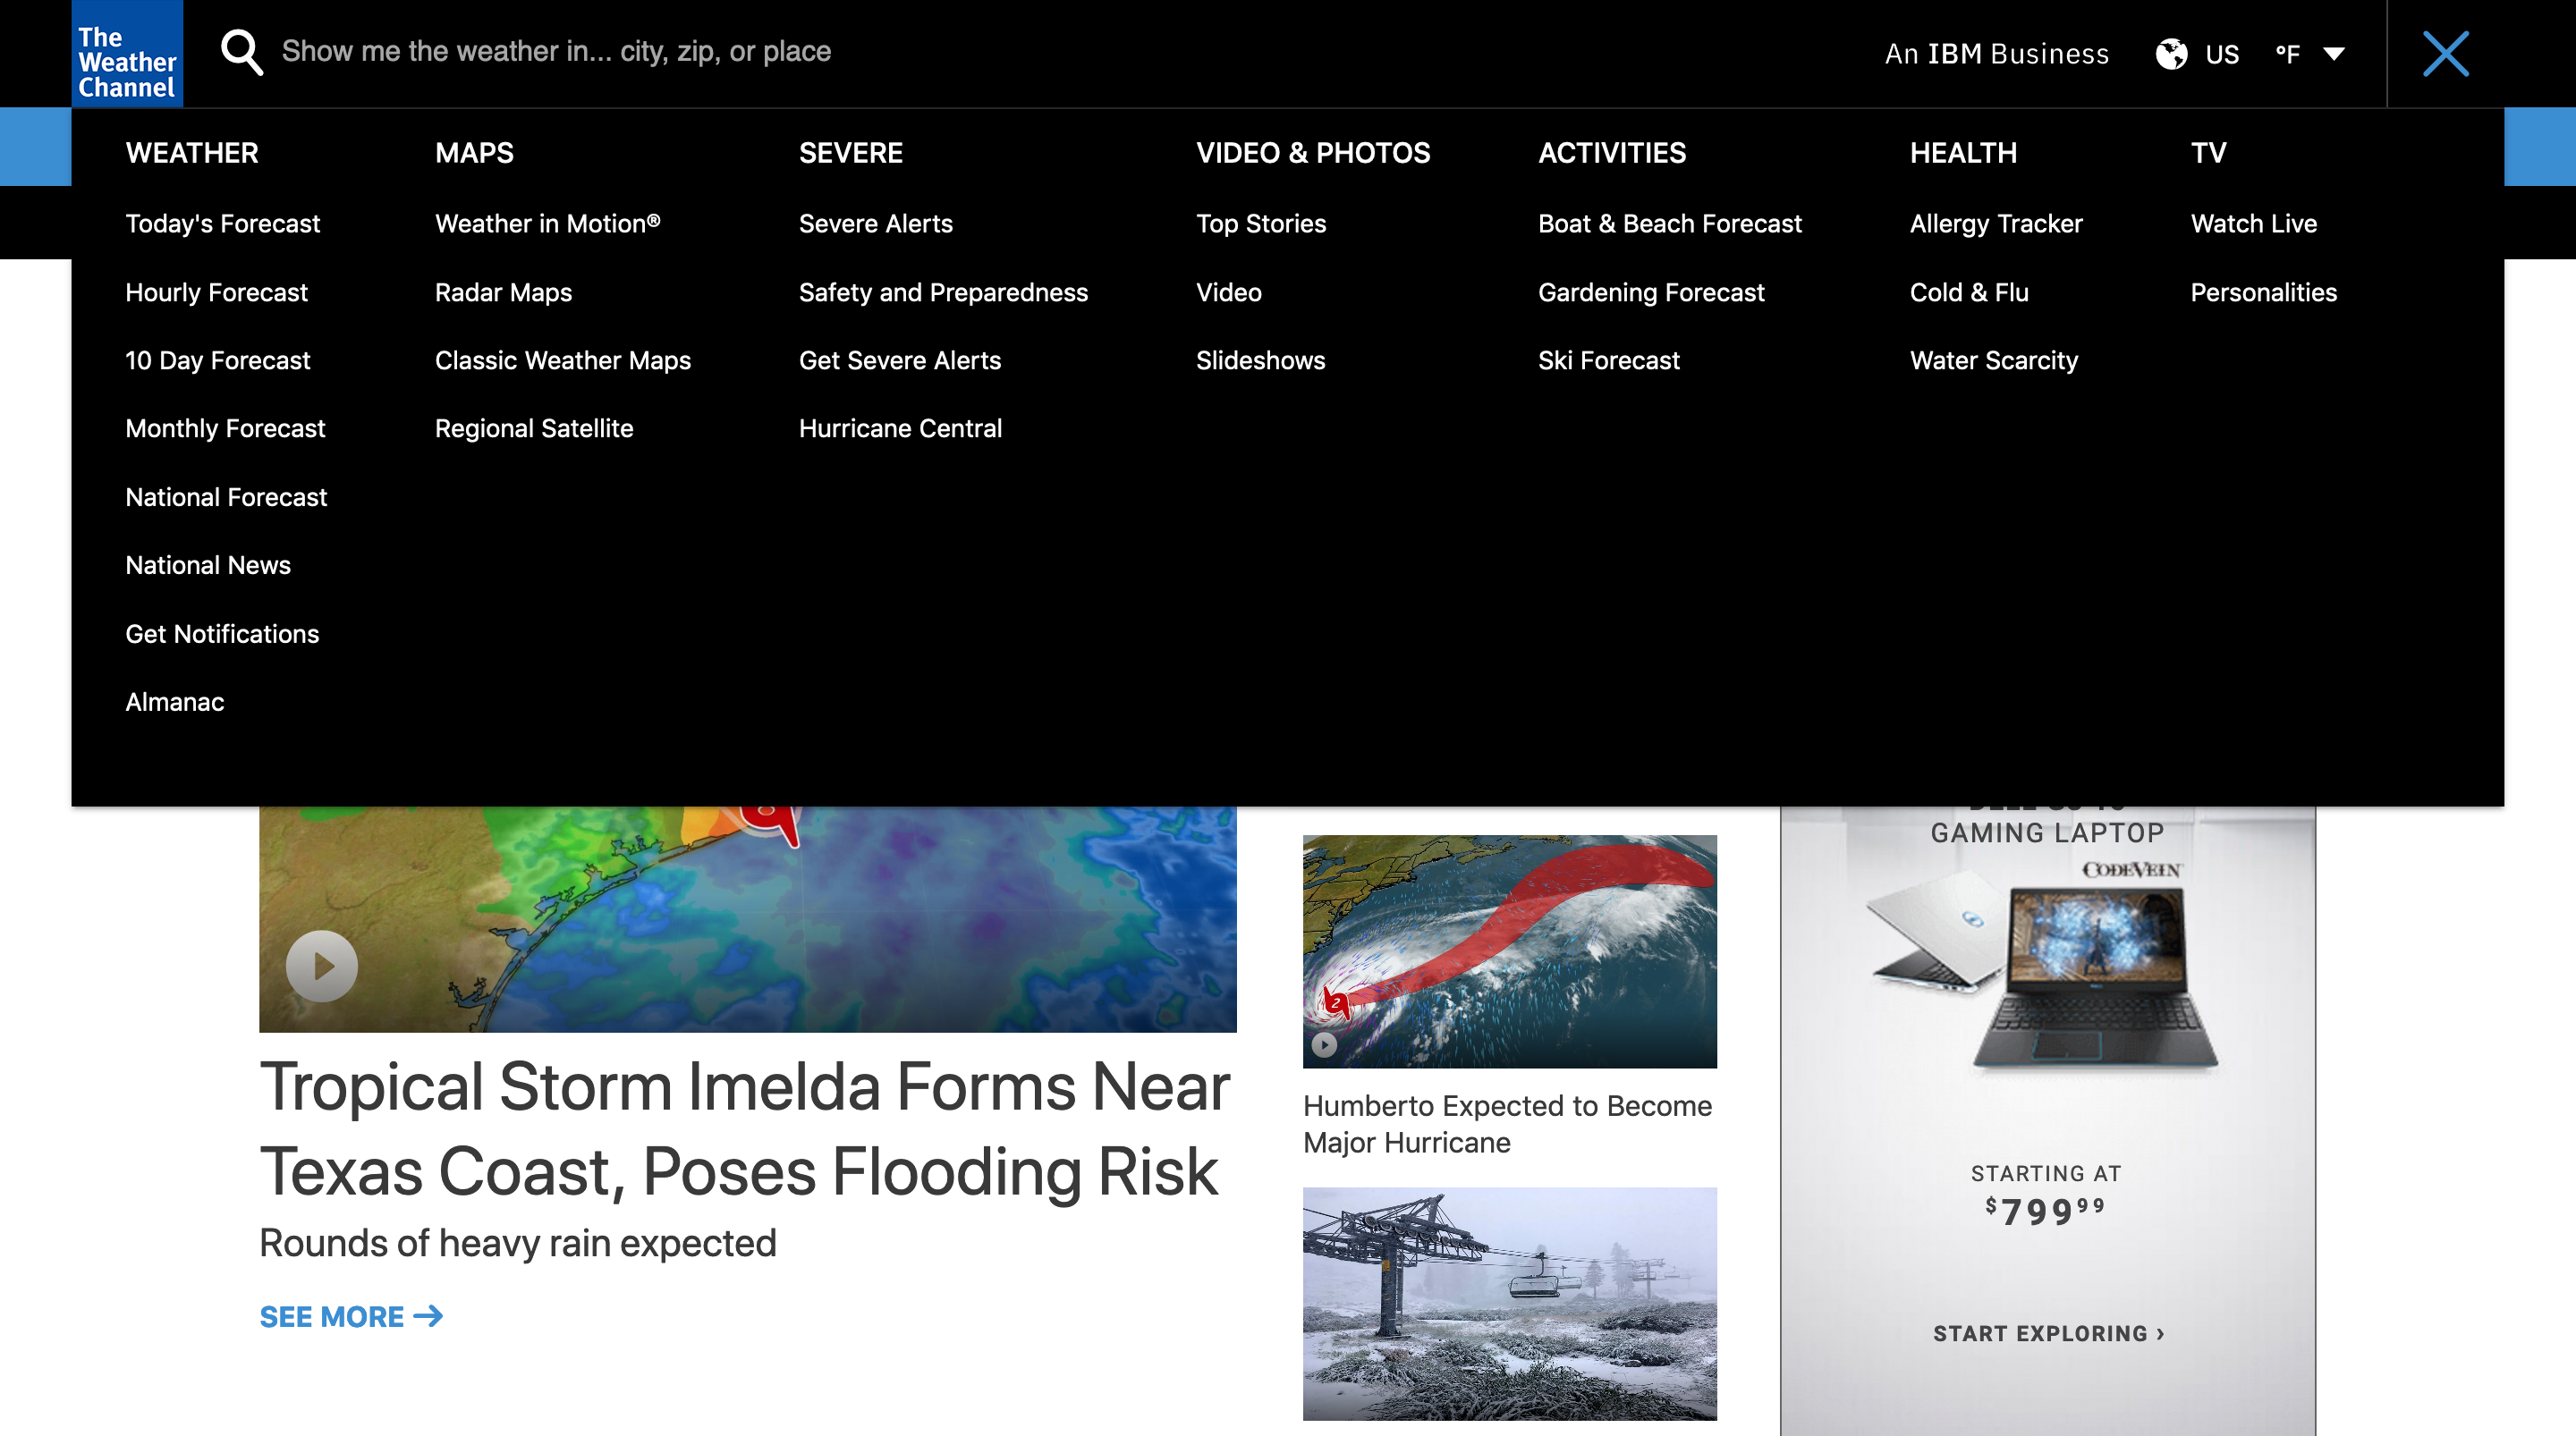 The
Weather
Channel
Show me the weather in... city, zip, or place
An IBM Business
US
°F
WEATHER
Today's Forecast
Hourly Forecast
10 Day Forecast
Monthly Forecast
National Forecast
National News
Get Notifications
Almanac
MAPS
Weather in Motion®
Radar Maps
Classic Weather Maps
Regional Satellite
SEVERE
Severe Alerts
Safety and Preparedness
Get Severe Alerts
Hurricane Central
VIDEO & PHOTOS
Top Stories
Video
Slideshows
ACTIVITIES
Boat & Beach Forecast
Gardening Forecast
Ski Forecast
HEALTH
Allergy Tracker
Cold & Flu
Water Scarcity
TV
Watch Live
Personalities
Tropical Storm Imelda Forms Near
Texas Coast, Poses Flooding Risk
Rounds of heavy rain expected
SEE MORE
2
Humberto Expected to Become
Major Hurricane
GAMING LAPTOP
CODE VEIN
STARTING AT
$79999
START EXPLORING ›